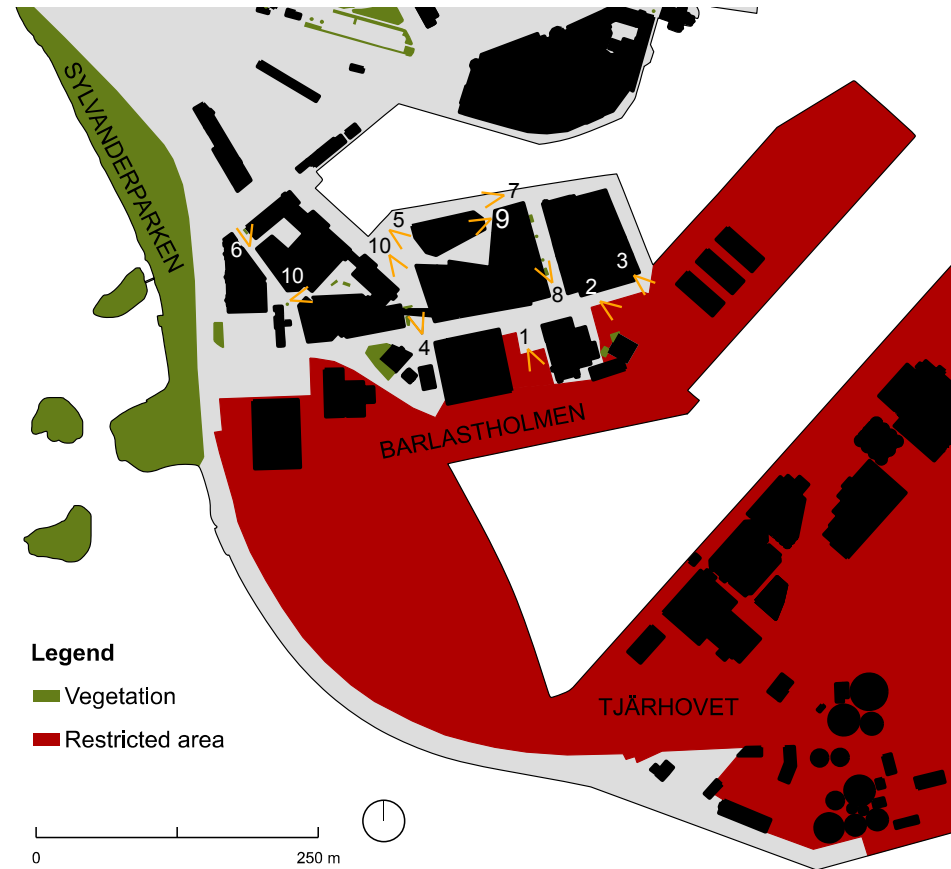 SYLVANDERPARKEN
7
5
9
6
10
3
10
2
8
1
4
BARLASTHOLMEN
Legend
Vegetation
TJÄRHOVET
Restricted area
0
250 m